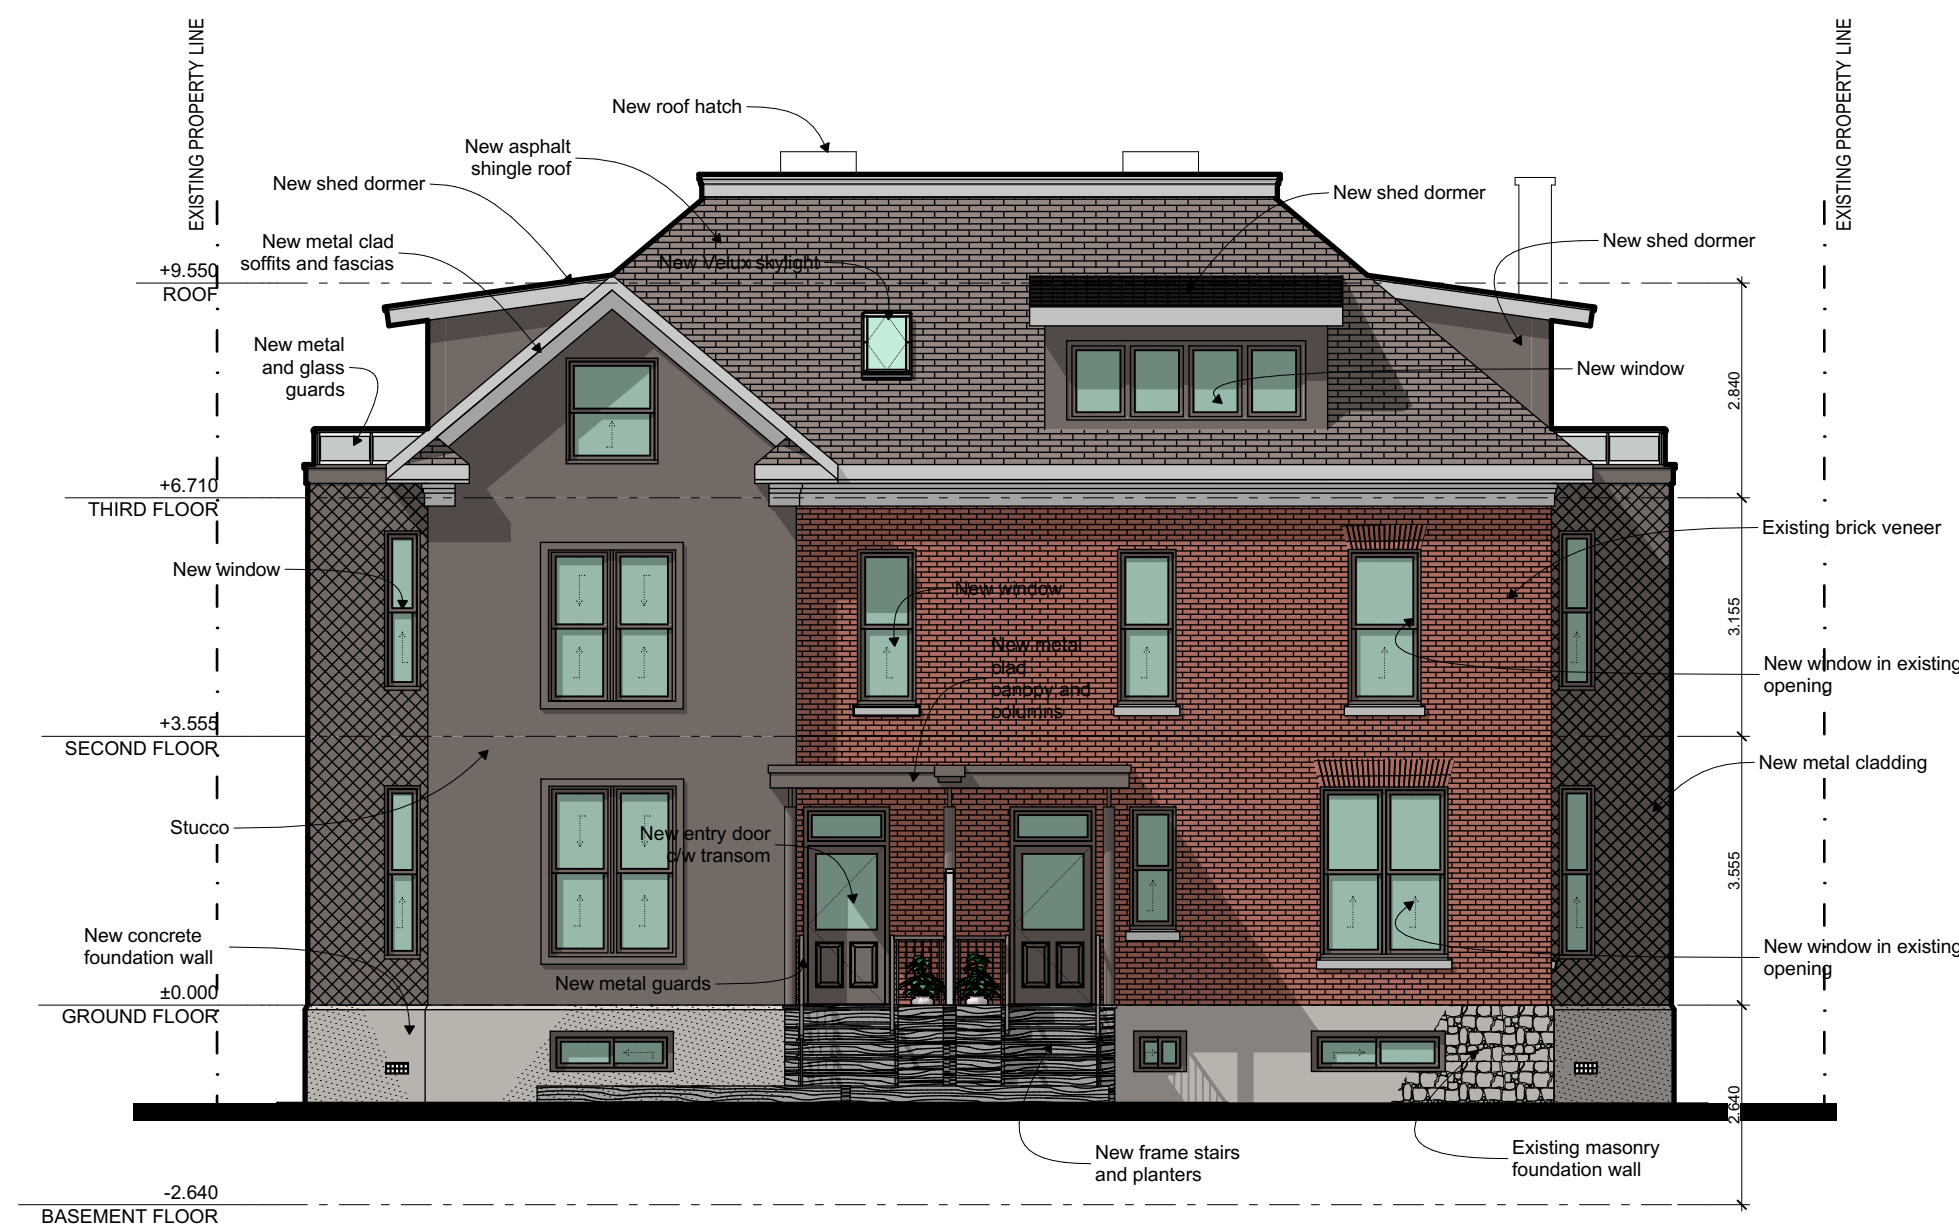 EXISTING PROPERTY LINE
EXISTING PROPERTY LINE
New roof hatch
New asphalt
shingle roof
New shed dormer
New shed dormer
New metal clad
soffits and fascias
New shed dormer
New Velux skylight
+9.550
ROOF
New metal
and glass
guards
New window
2.840
+6.710
THIRD FLOOR
Existing brick veneer
New window
New window
3.155
New metal
clad
canopy and
columns
New window in existing
opening
+3.555
SECOND FLOOR
New metal cladding
Stucco
New entry door
c/w transom
3.555
New concrete
foundation wall
New window in existing
opening
New metal guards
±0.000
GROUND FLOOR
2.640
New frame stairs
and planters
Existing masonry
foundation wall
-2.640
BASEMENT FLOOR